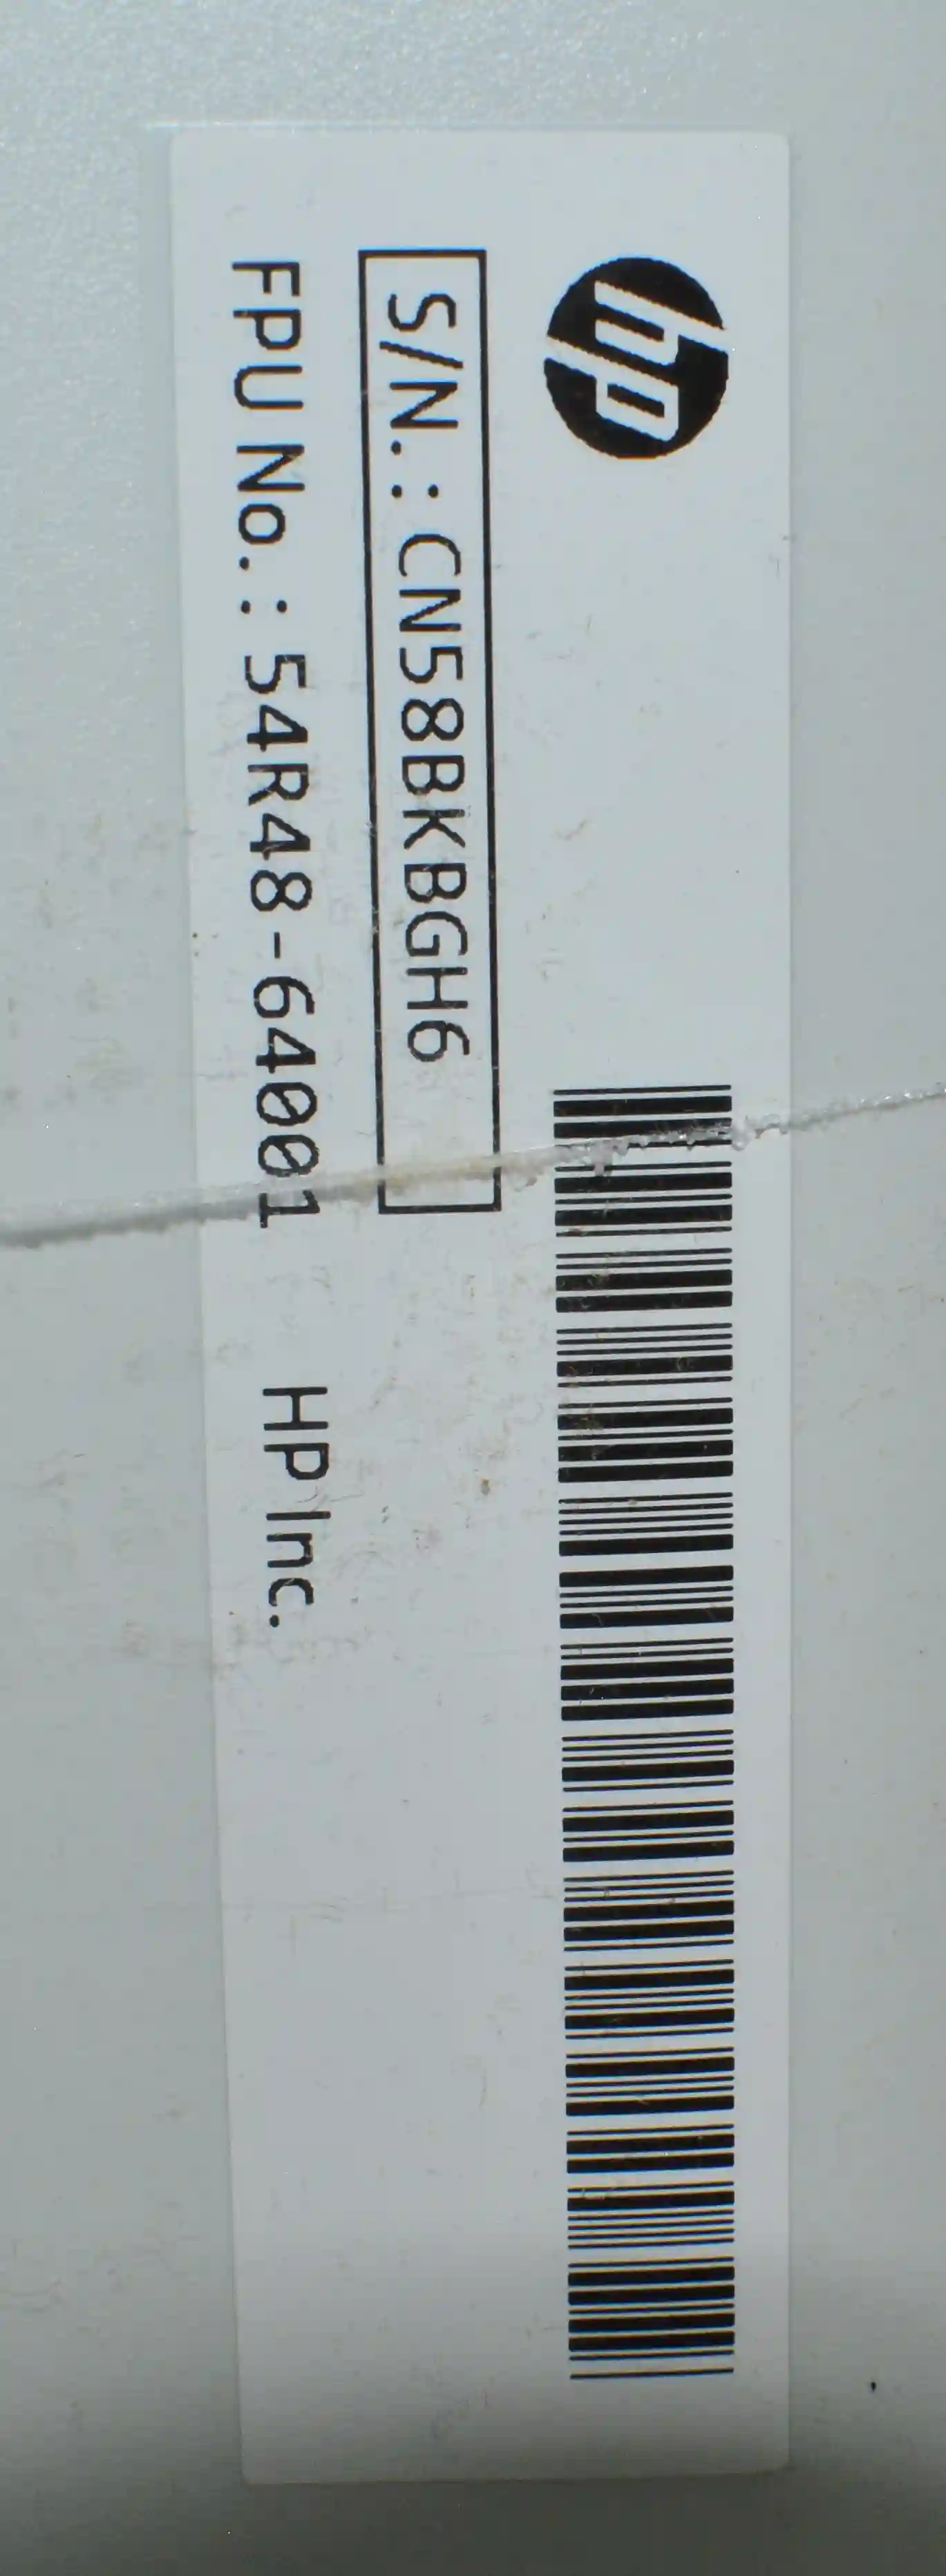 hp
S/N.: CN58BKBGH6
FPU No.: 54R48-64001 HP Inc.